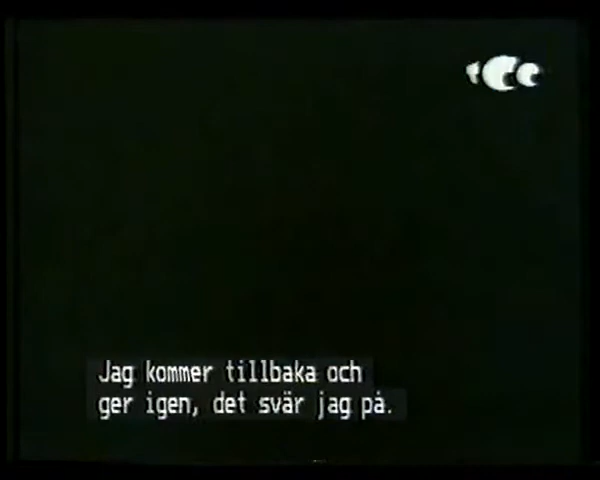 Jag kommer tillbaka och
ger igen, det svär jag på.